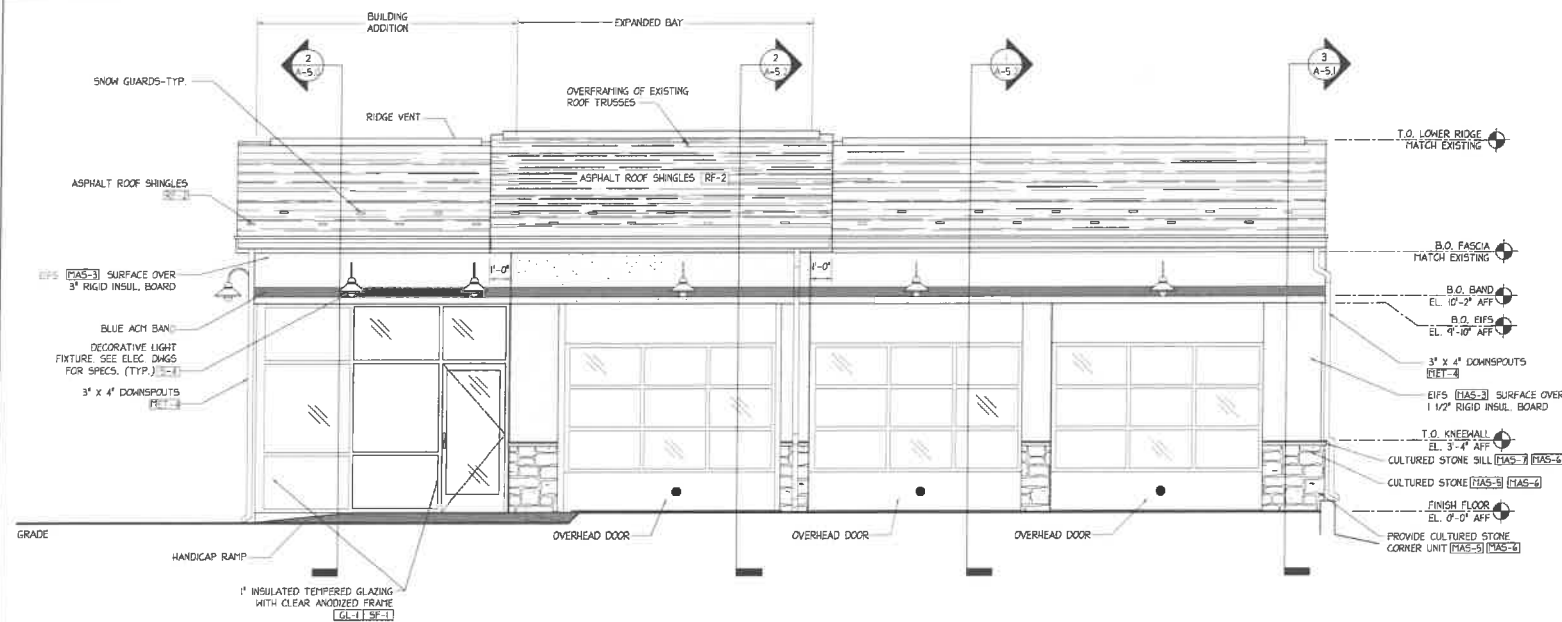 BUILDING
ADDITION
EXPANDED BAY
2
A-5.
2
A-5.
A-5.
3
A-5.1
SNOW GUARDS-TYP.
RIDGE VENT
OVERFRAMING OF EXISTING
ROOF TRUSSES
T.O. LOWER RIDGE
MATCH EXISTING
ASPHALT ROOF SHINGLES
RF-2
ASPHALT ROOF SHINGLES RF-2
B.O. FASCIA
MATCH EXISTING
EIFS MAS-3 SURFACE OVER
3" RIGID INSUL. BOARD
1'-0"
1'-0"
B.O. BAND
EL. 10'-2" AFF
B.O. EIFS
EL. 9'-10" AFF
BLUE ACM BAND
DECORATIVE LIGHT
FIXTURE. SEE ELEC. DWGS
FOR SPECS. (TYP.)
3" X 4" DOWNSPOUTS
3" X 4" DOWNSPOUTS
MET-4
EIFS MAS-3 SURFACE OVER
1 1/2" RIGID INSUL. BOARD
T.O. KNEEWALL
EL. 3'-4" AFF
CULTURED STONE SILL MAS-7 MAS-6
CULTURED STONE MAS-5 MAS-6
FINISH FLOOR
EL. 0'-0" AFF
PROVIDE CULTURED STONE
CORNER UNIT MAS-5 MAS-6
GRADE
HANDICAP RAMP
OVERHEAD DOOR
OVERHEAD DOOR
OVERHEAD DOOR
1" INSULATED TEMPERED GLAZING
WITH CLEAR ANODIZED FRAME
GL-1 SF-1